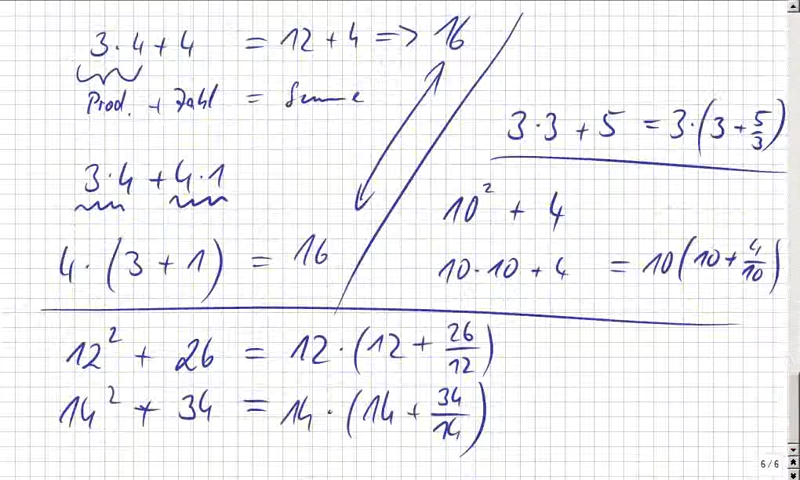 3·4+4 = 12+4 => 16
Prod. + Zahl = Summe
3·4 + 4·1
4·(3+1) = 16
3·3 + 5 = 3·(3+5/3)
10² + 4
10·10 + 4 = 10(10+4/10)
12² + 26 = 12·(12 + 26/12)
14² + 34 = 14·(14 + 34/14)
6/6